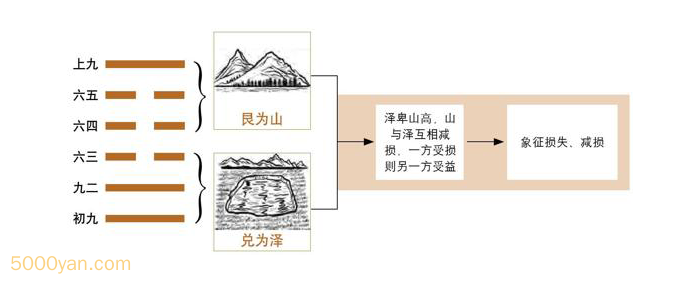 上九
六五
六四
六三
九二
初九
艮为山
兑为泽
泽卑山高，山
与泽互相减
损，一方受损
则另一方受益
象征损失、减损
5000yan.com